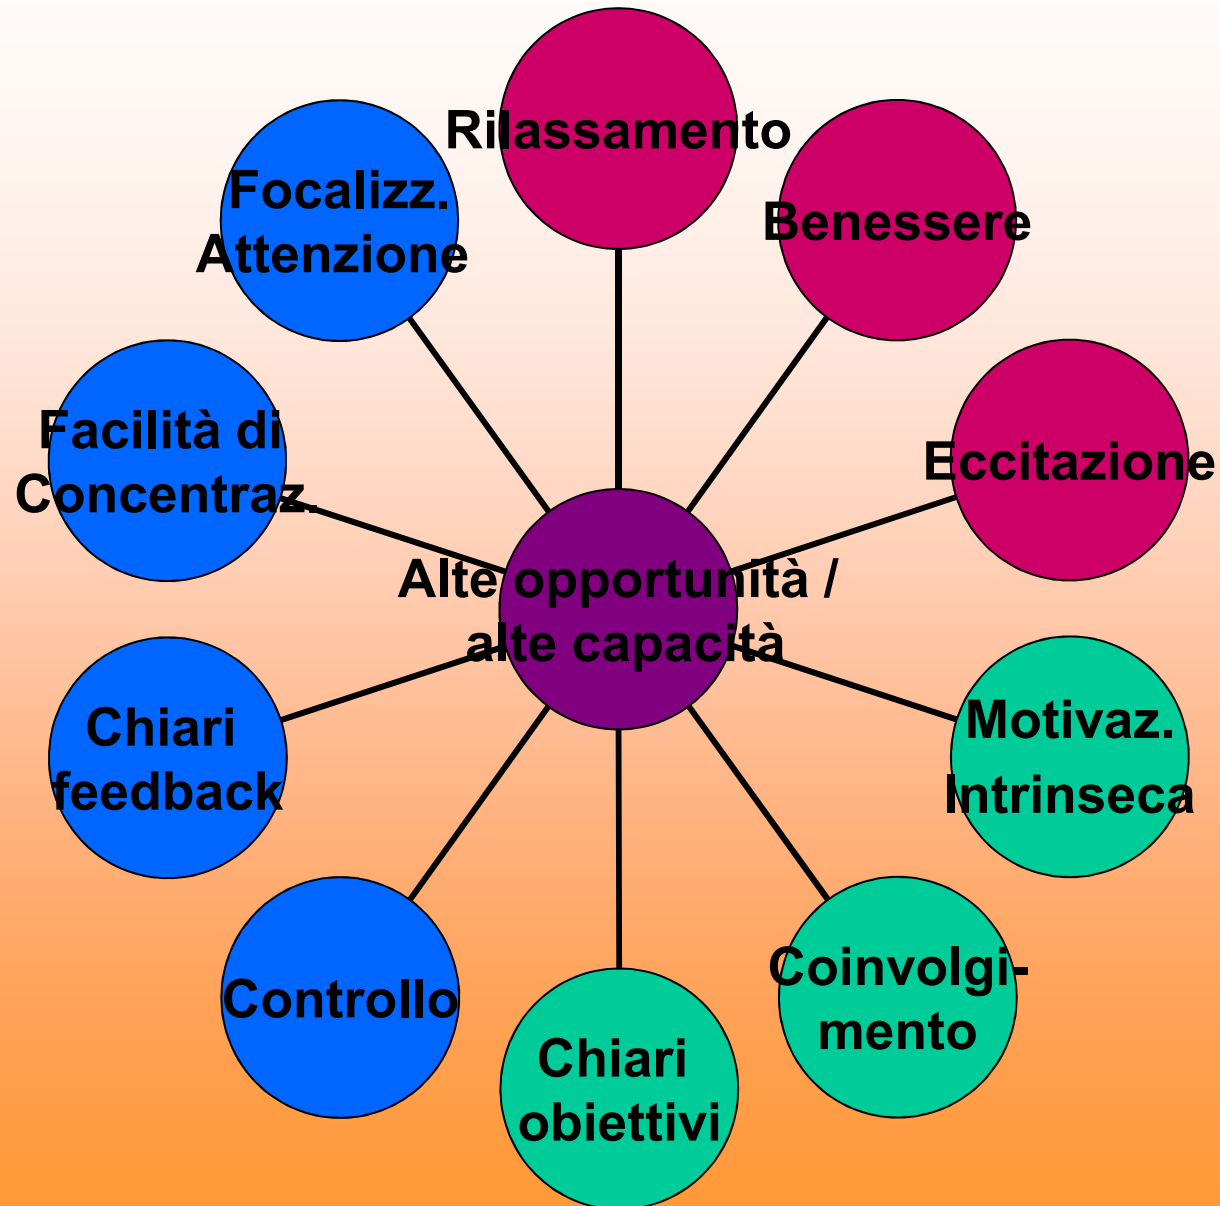 Rilassamento
Benessere
Eccitazione
Motivaz.
Intrinseca
Coinvolgi-
mento
Chiari
obiettivi
Controllo
Chiari
feedback
Facilità di
Concentraz.
Focalizz.
Attenzione
Alte opportunità /
alte capacità